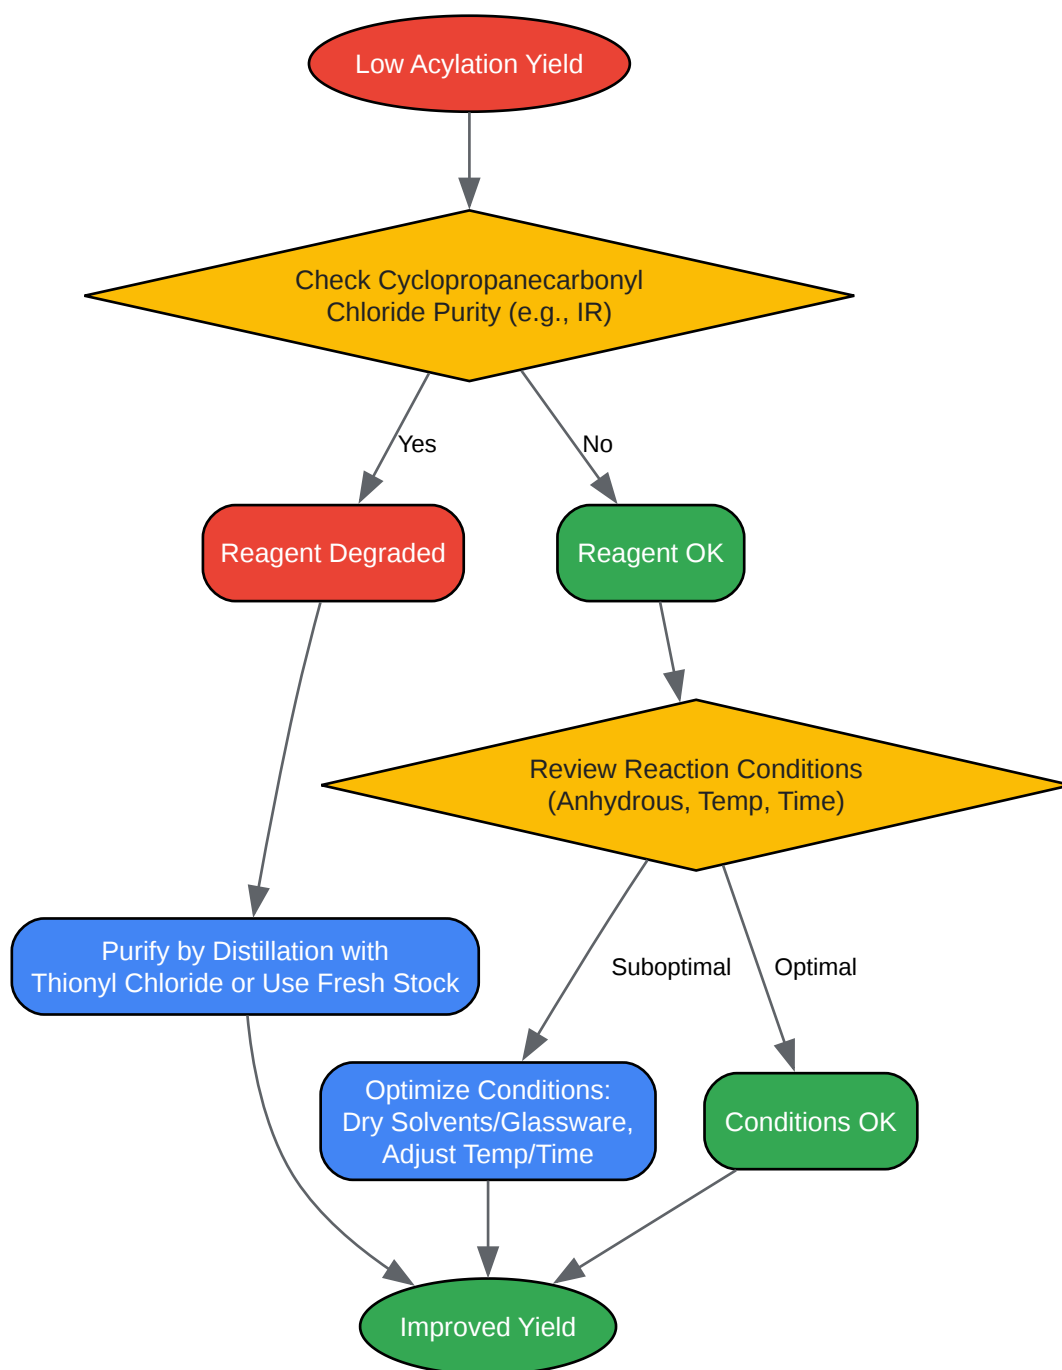 Low Acylation Yield
Check Cyclopropanecarbonyl
Chloride Purity (e.g., IR)
Yes
No
Reagent Degraded
Reagent OK
Review Reaction Conditions
(Anhydrous, Temp, Time)
Purify by Distillation with
Thionyl Chloride or Use Fresh Stock
Suboptimal
Optimal
Optimize Conditions:
Dry Solvents/Glassware,
Adjust Temp/Time
Conditions OK
Improved Yield